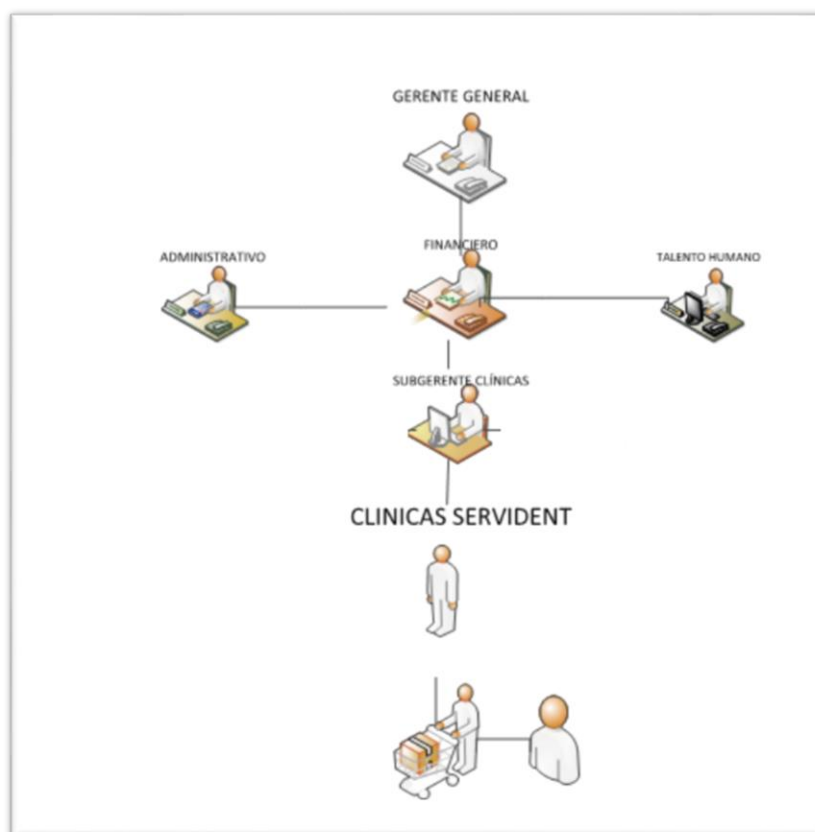 GERENTE GENERAL
FINANCIERO
ADMINISTRATIVO
TALENTO HUMANO
SUBGERENTE CLÍNICAS
CLINICAS SERVIDENT